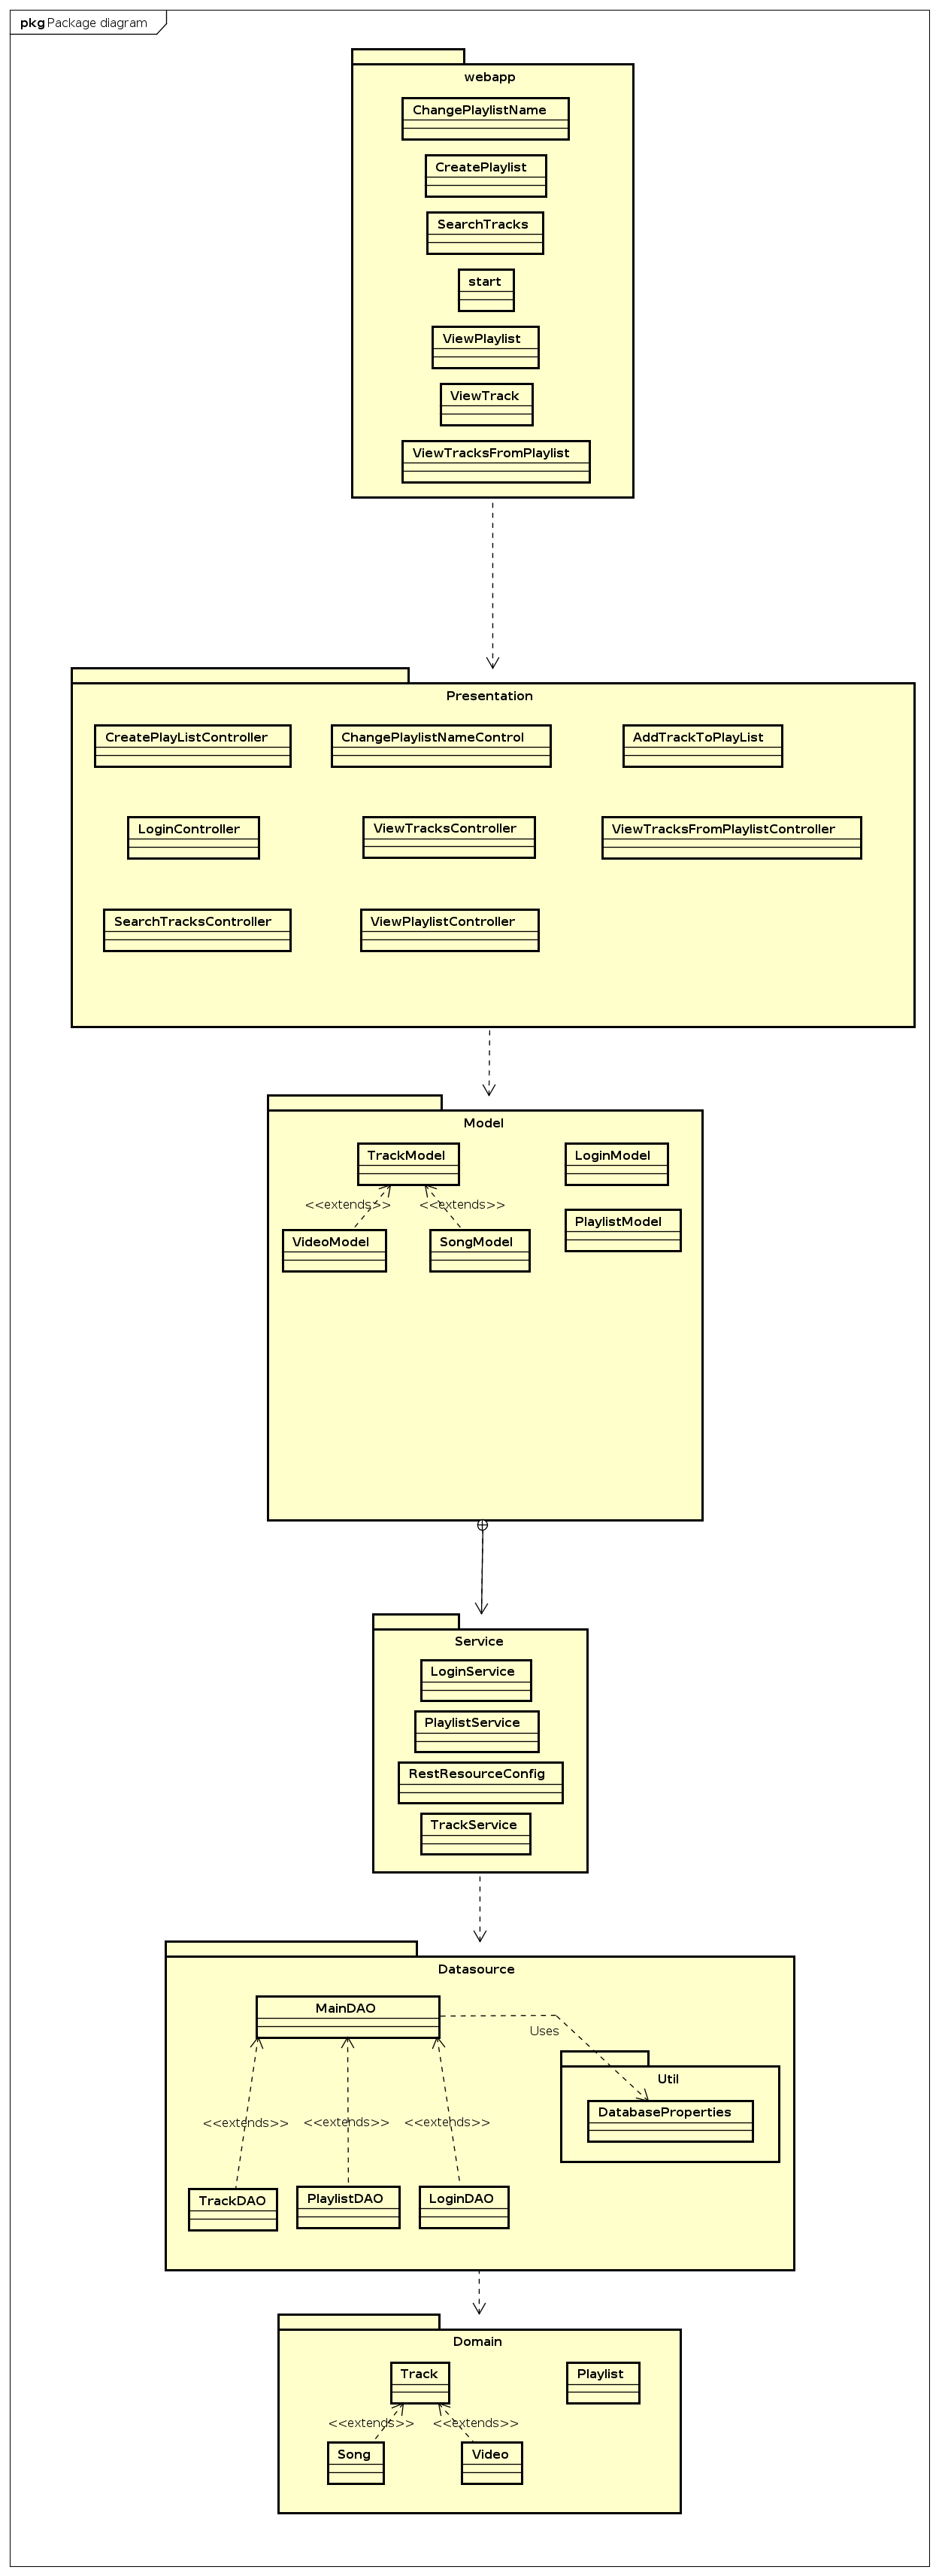 pkg Package diagram
webapp
ChangePlaylistName
CreatePlaylist
SearchTracks
start
ViewPlaylist
ViewTrack
ViewTracksFromPlaylist
Presentation
CreatePlayListController
ChangePlaylistNameControl
AddTrackToPlayList
LoginController
ViewTracksController
ViewTracksFromPlaylistController
SearchTracksController
ViewPlaylistController
Model
TrackModel
LoginModel
<<extends>>
<<extends>>
PlaylistModel
VideoModel
SongModel
Service
LoginService
PlaylistService
RestResourceConfig
TrackService
Datasource
MainDAO
Uses
Util
DatabaseProperties
<<extends>>
<<extends>>
<<extends>>
TrackDAO
PlaylistDAO
LoginDAO
Domain
Track
Playlist
<<extends>>
<<extends>>
Song
Video